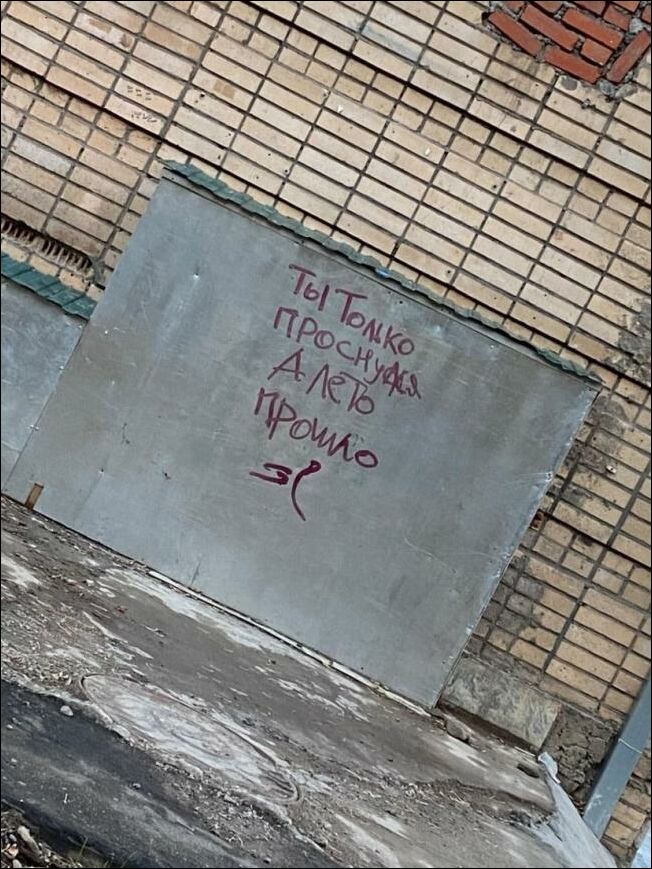 Ты Только
проснулся
А лето
прошло
=(